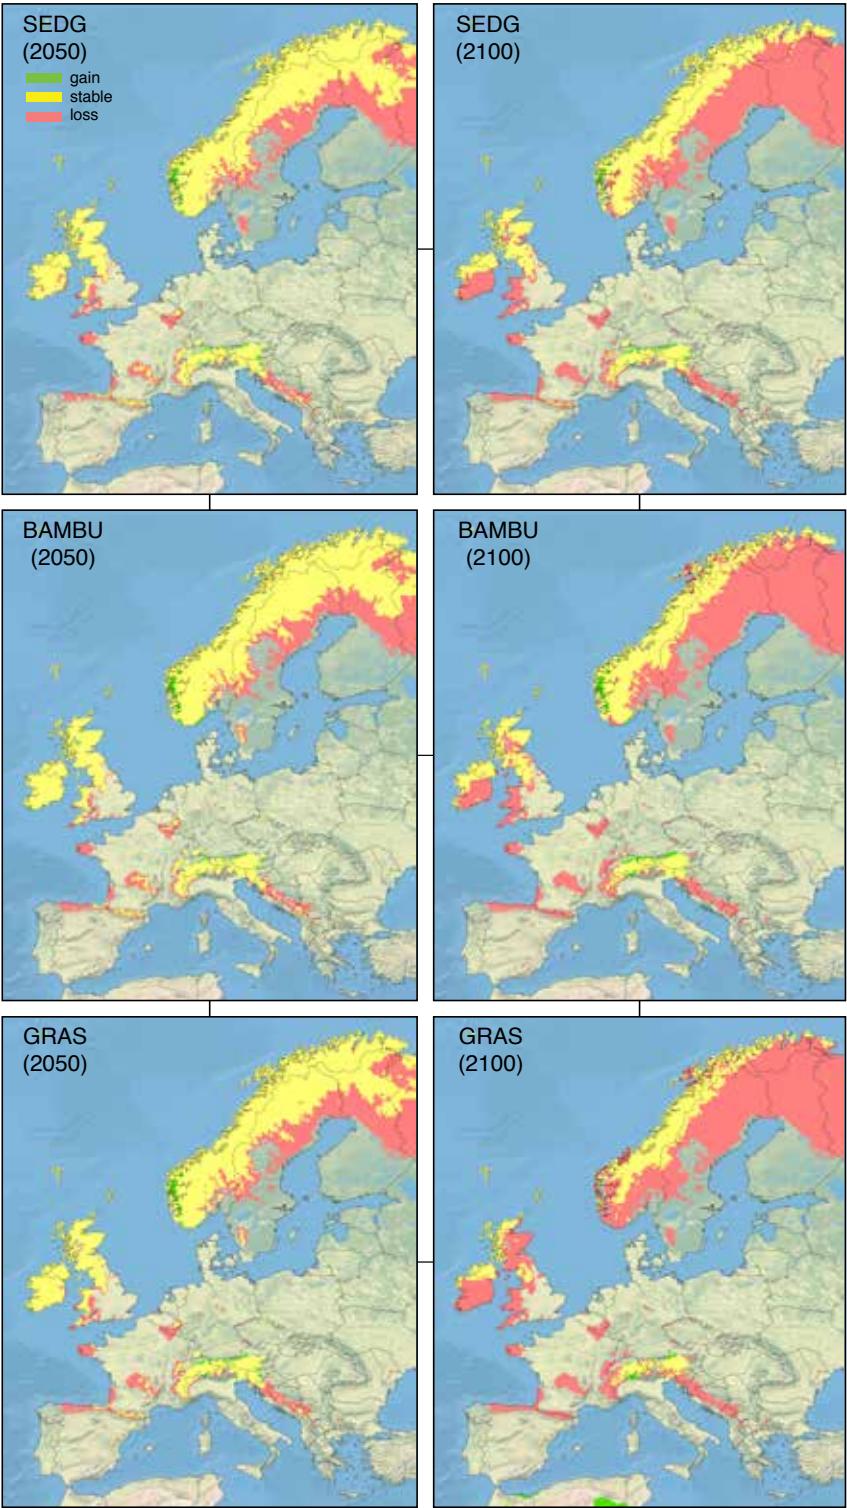 SEDG
(2050)
gain
stable
loss
SEDG
(2100)
BAMBU
(2050)
BAMBU
(2100)
GRAS
(2050)
GRAS
(2100)